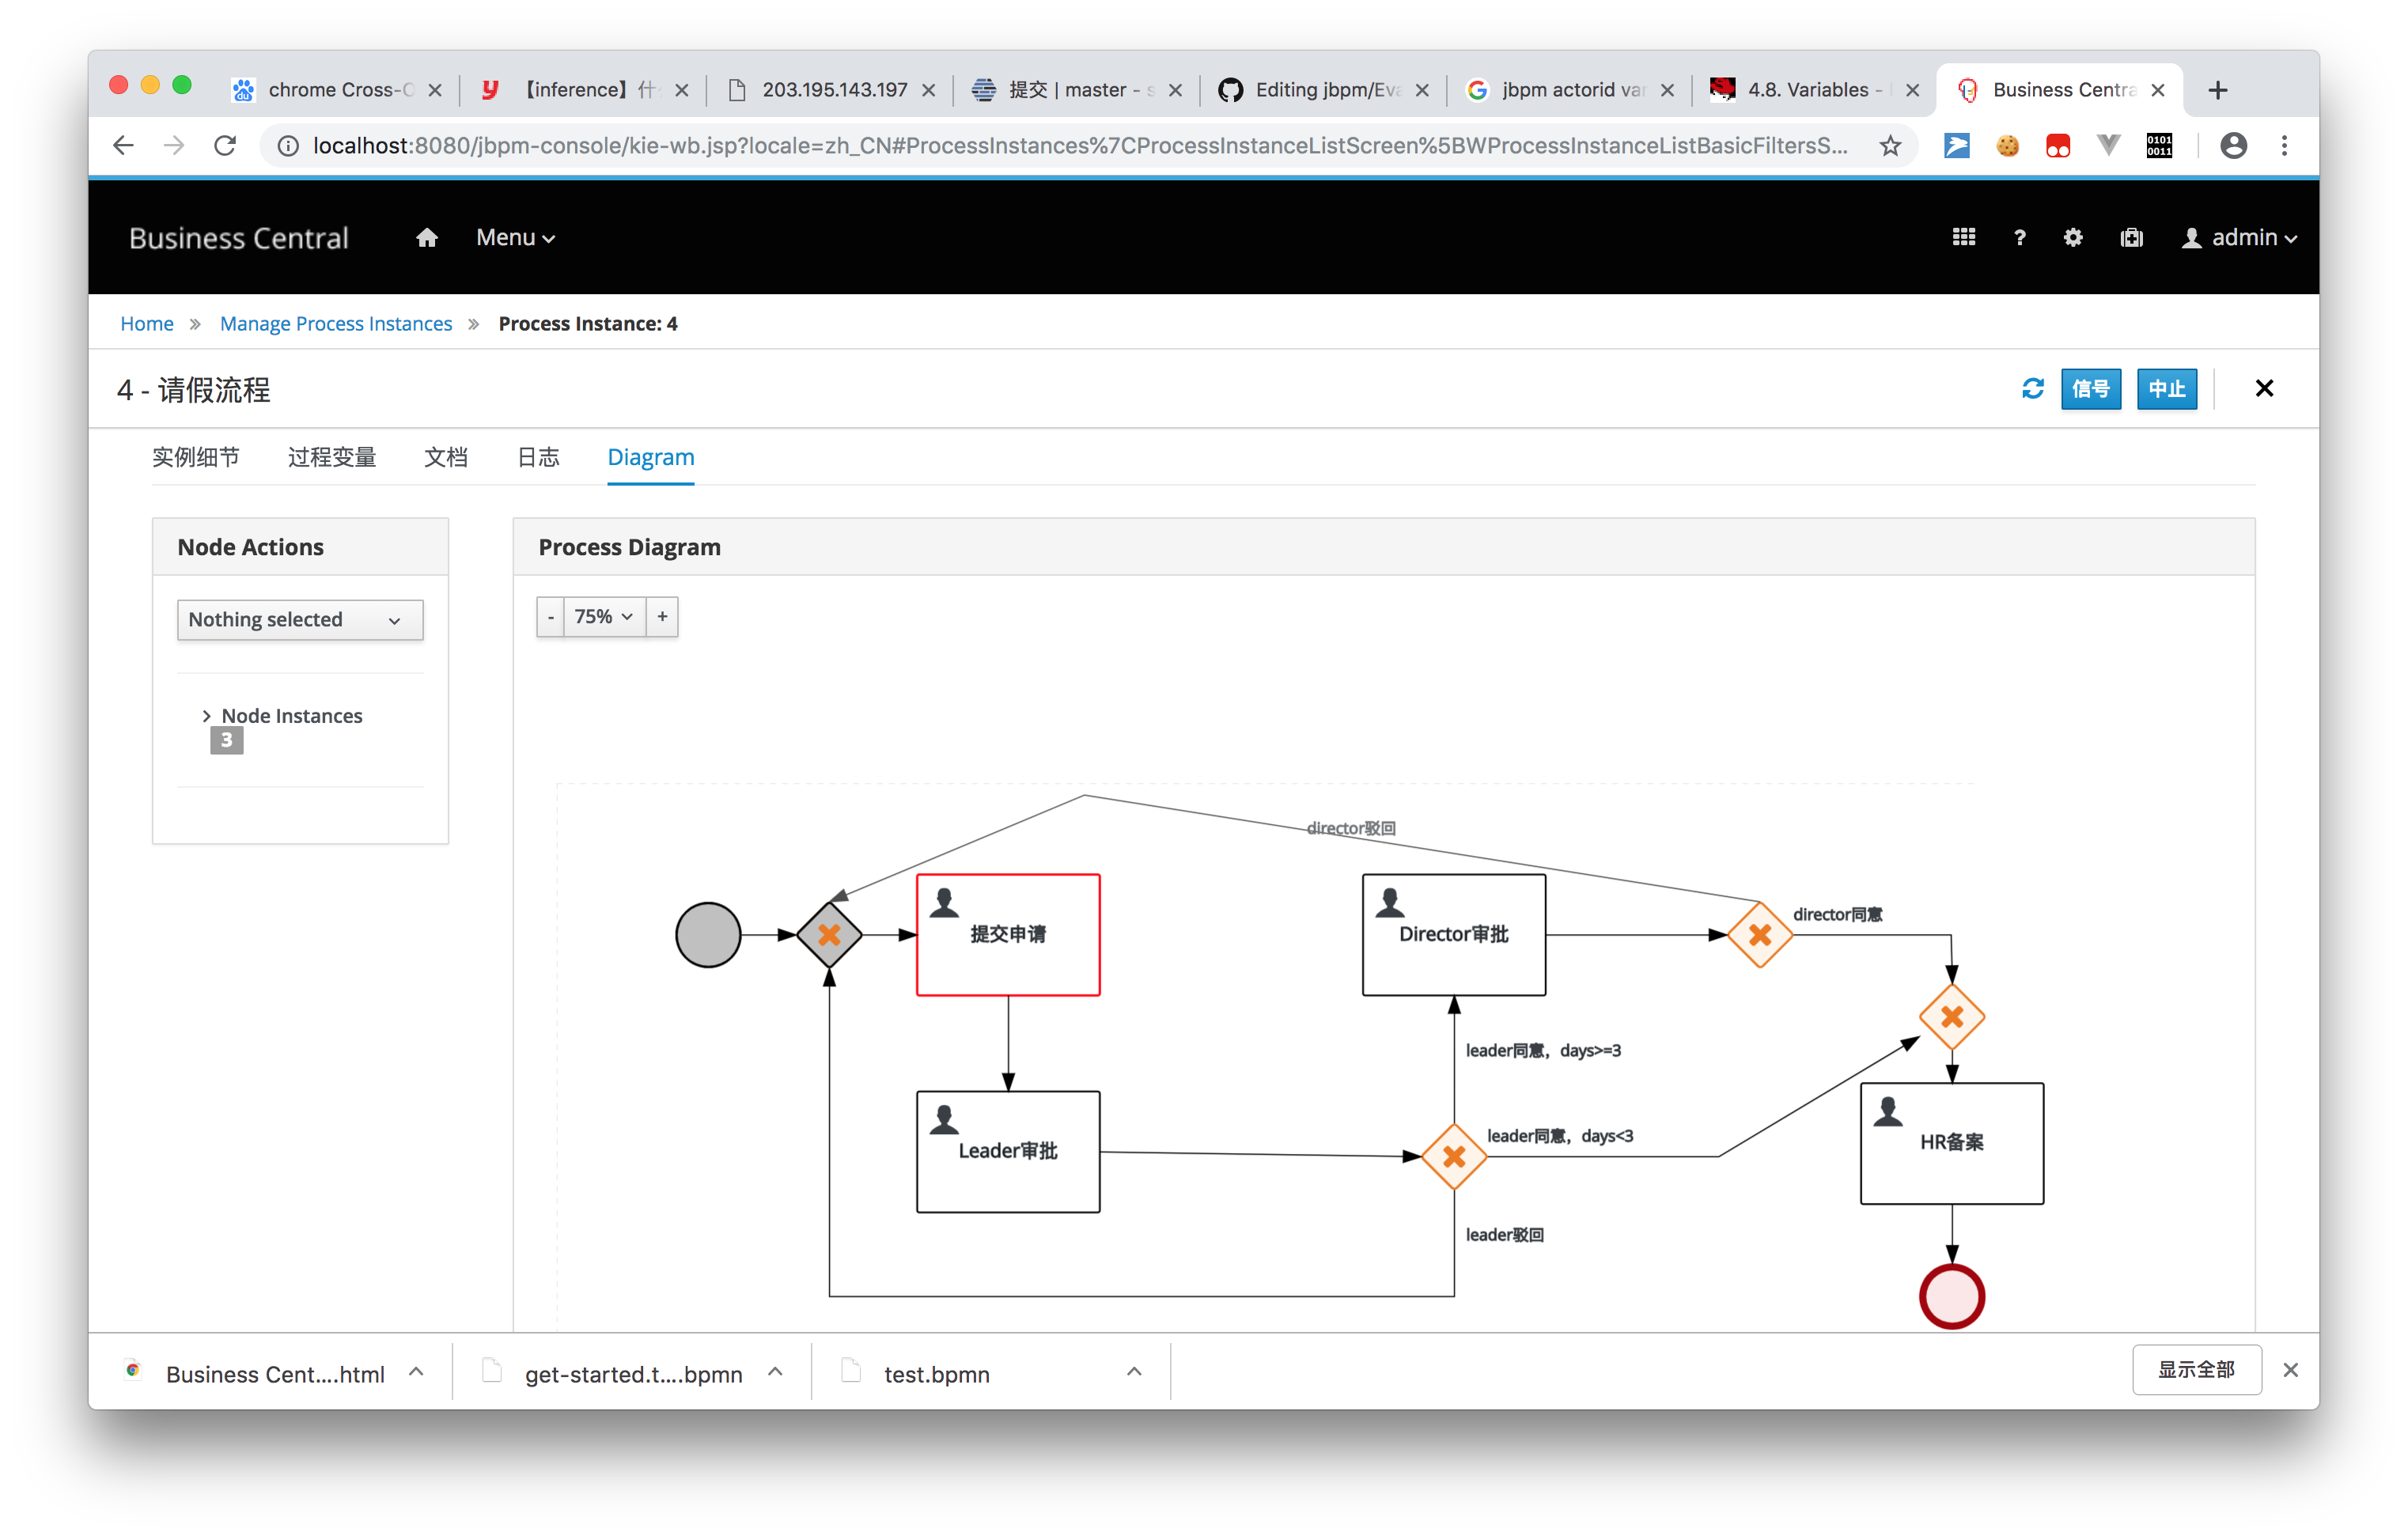 chrome Cross-O
【inference】什
203.195.143.197
提交 | master - s
Editing jbpm/Eva
jbpm actorid var
4.8. Variables -
Business Centra
localhost:8080/jbpm-console/kie-wb.jsp?locale=zh_CN#ProcessInstances%7CProcessInstanceListScreen%5BWProcessInstanceListBasicFiltersS...
0101
0011
Business Central
Menu
?
admin
Home » Manage Process Instances » Process Instance: 4
4 - 请假流程
信号
中止
实例细节
过程变量
文档
日志
Diagram
Node Actions
Nothing selected
Node Instances
3
Process Diagram
- 75% +
director驳回
提交申请
Director审批
director同意
leader同意，days>=3
Leader审批
leader同意，days<3
HR备案
leader驳回
Business Cent....html
get-started.t....bpmn
test.bpmn
显示全部